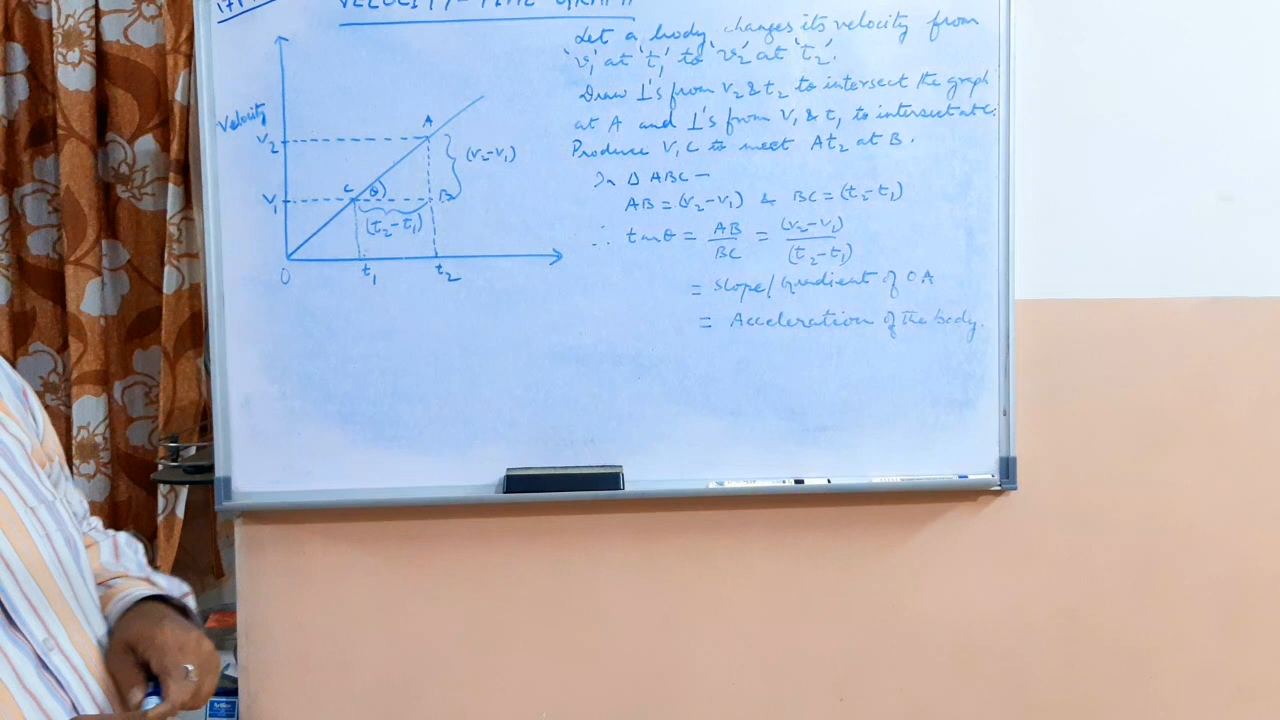 VELOCITY-TIME GRAPH
Let a body changes its velocity from
'v₁' at 't₁' to 'v₂' at 't₂'.
Draw ⊥'s from V₂ & t₂ to intersect the graph
at A and ⊥'s from V₁ & t₁ to intersect at C.
Produce V₁C to meet At₂ at B.
In Δ ABC –
AB = (v₂-v₁) & BC = (t₂-t₁)
∴ tanθ = AB/BC = (v₂-v₁)/(t₂-t₁)
= Slope/Gradient of OA
= Acceleration of the body.
Velocity
V₂
A
(v₂-v₁)
V₁
C
θ
B
(t₂-t₁)
O
t₁
t₂